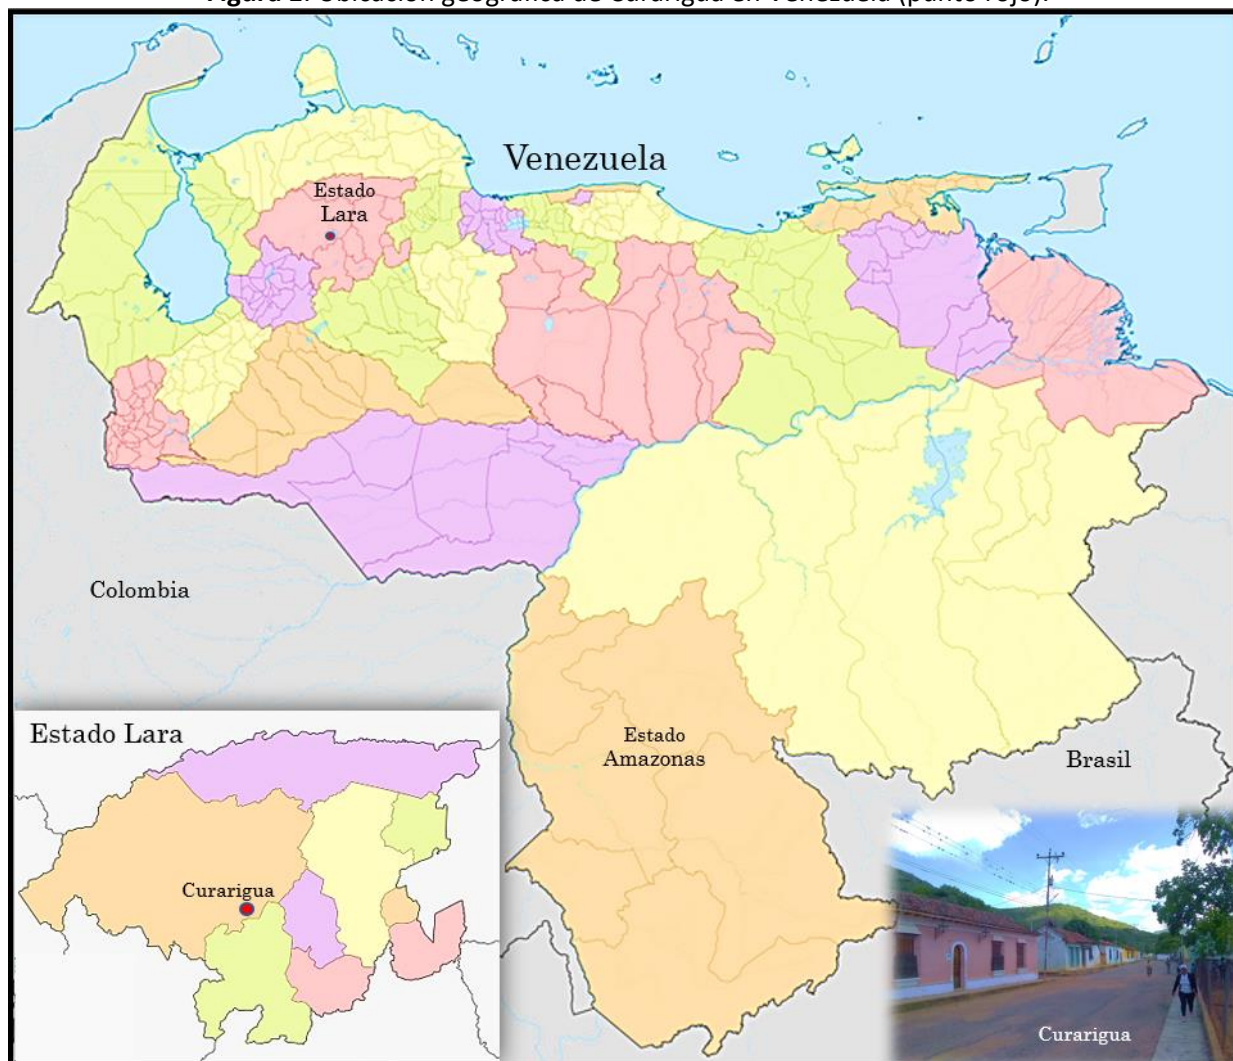 Figura 1. Ubicación geográfica de Curarigua en Venezuela (punto rojo).
Venezuela
Estado
Lara
Colombia
Estado
Amazonas
Brasil
Estado Lara
Curarigua
Curarigua